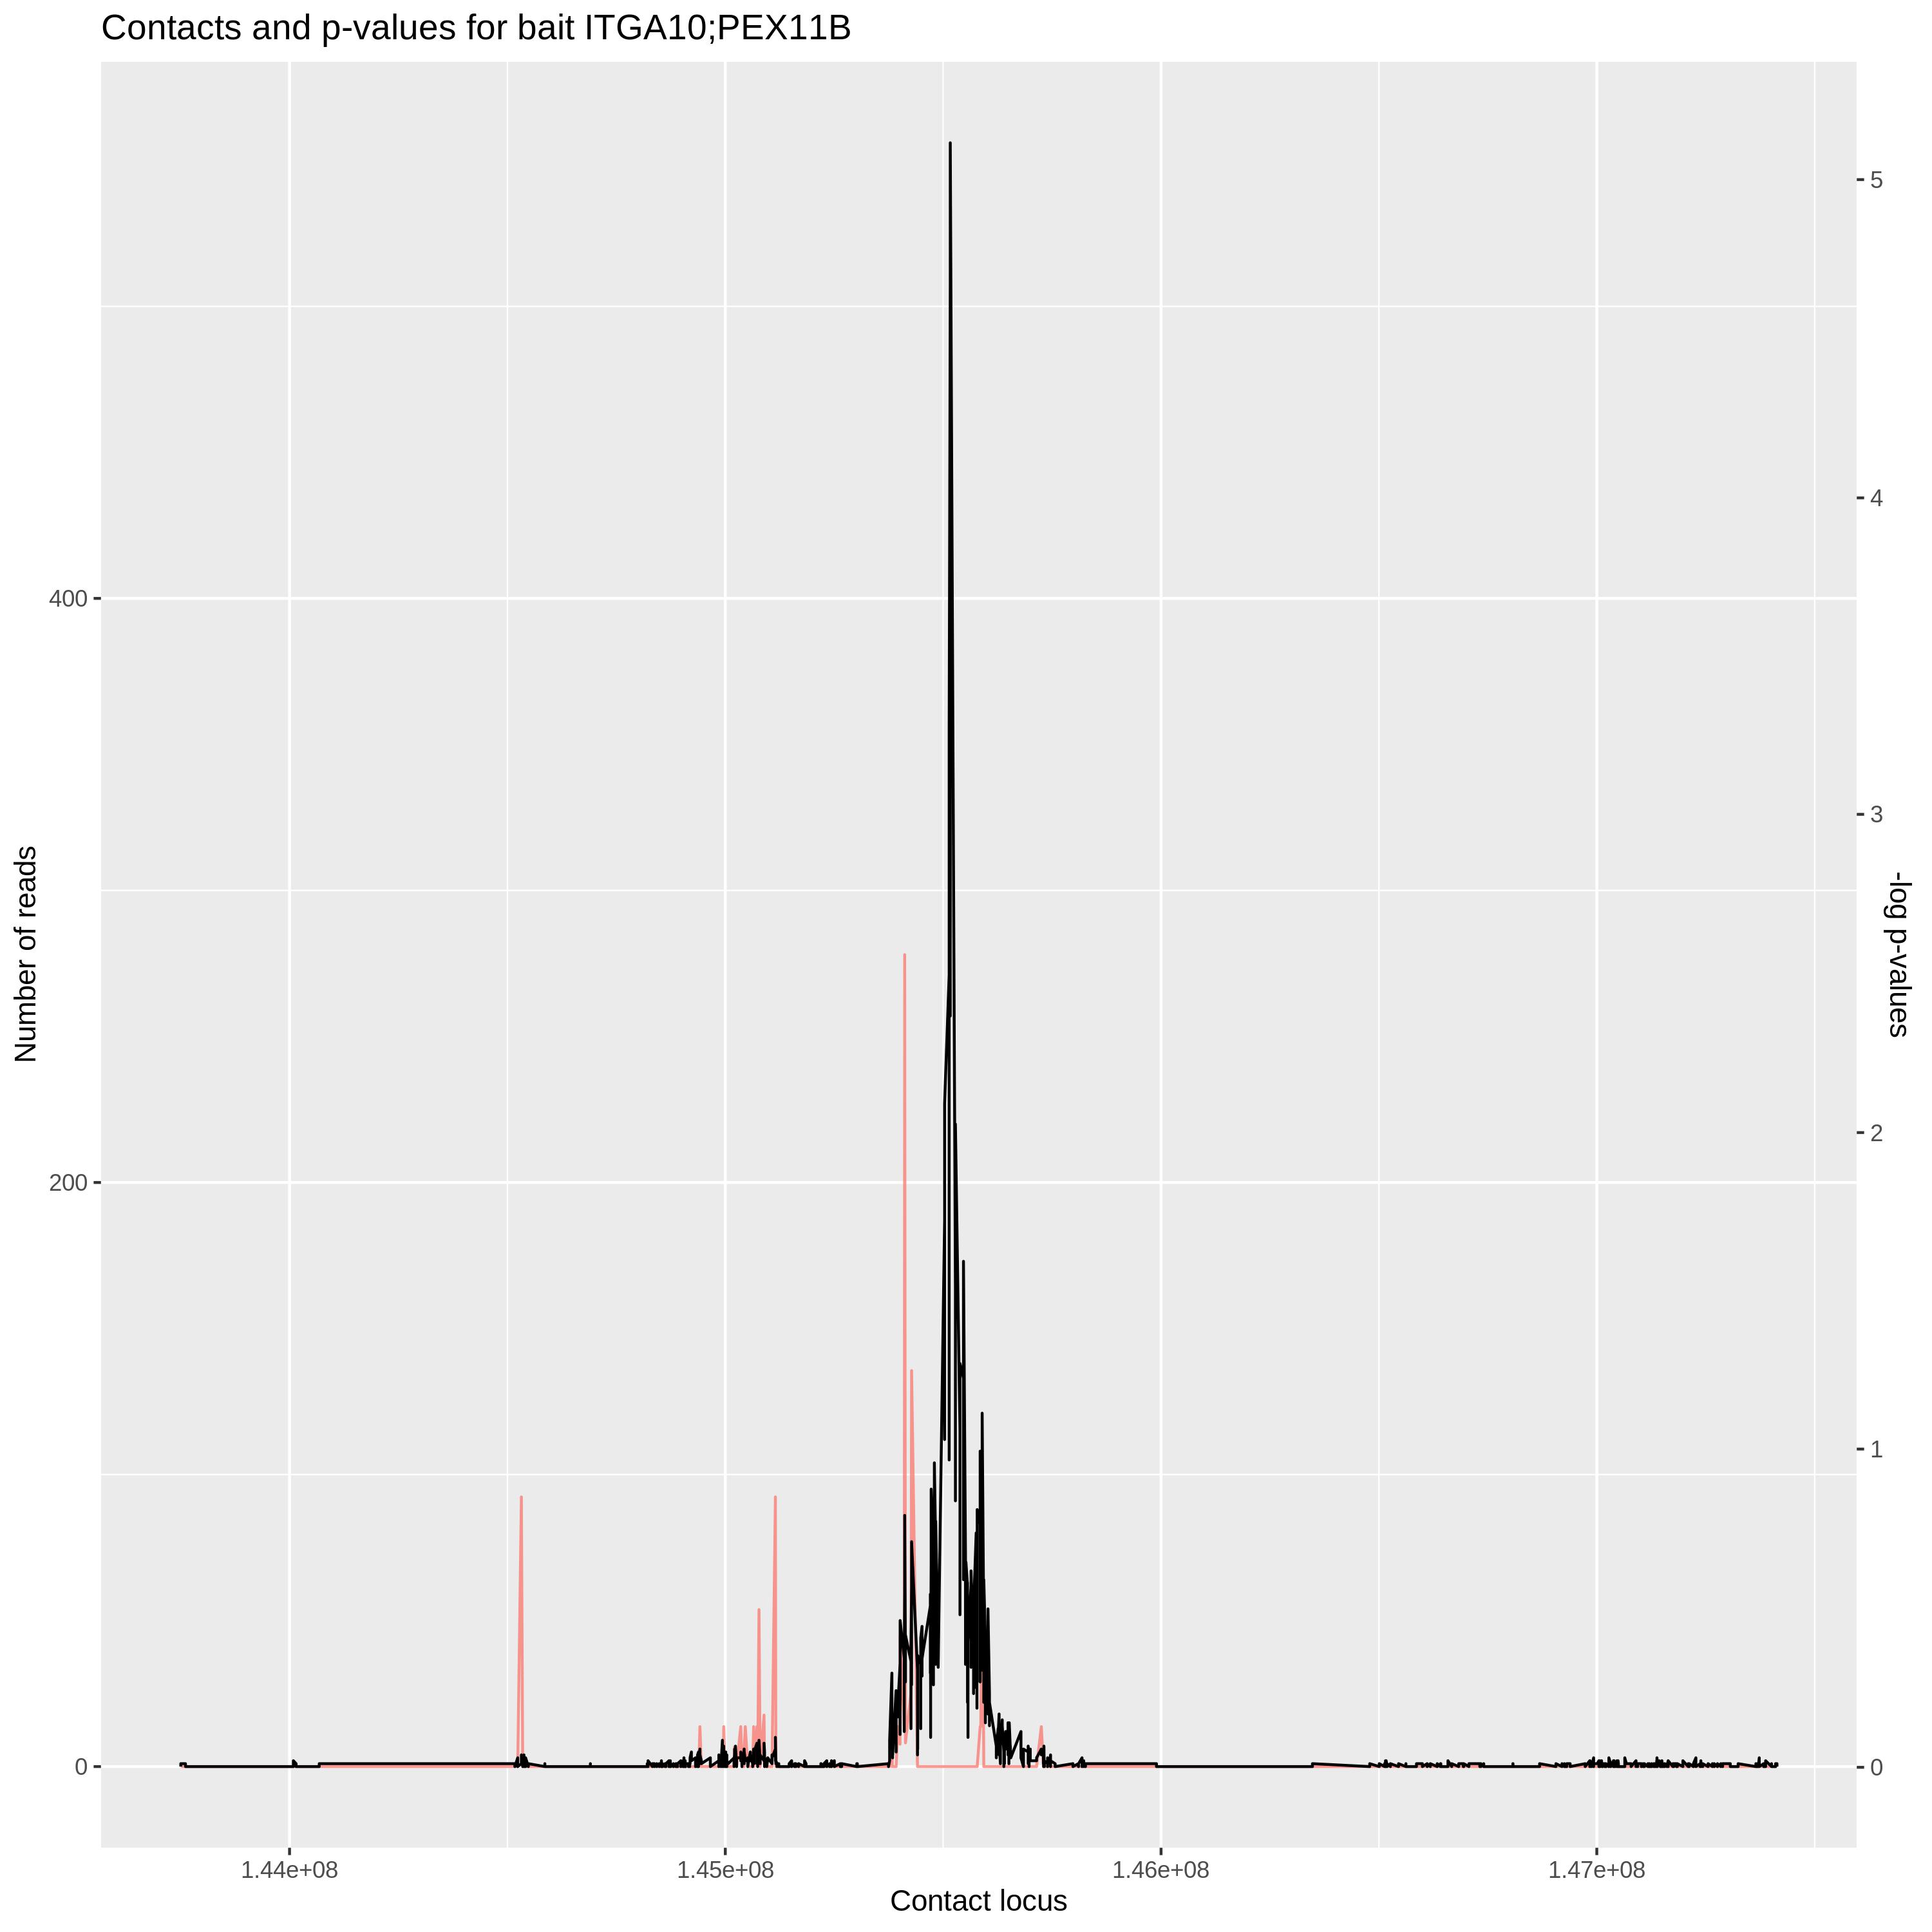 Contacts and p-values for bait ITGA10;PEX11B
Number of reads
400
200
0
5
4
3
2
1
0
-log p-values
1.44e+08
1.45e+08
1.46e+08
1.47e+08
Contact locus